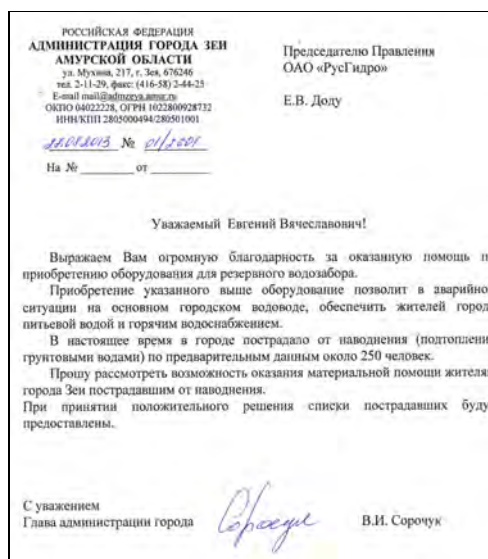 РОССИЙСКАЯ ФЕДЕРАЦИЯ
АДМИНИСТРАЦИЯ ГОРОДА ЗЕИ
АМУРСКОЙ ОБЛАСТИ
ул. Мухина, 217, г. Зея, 676246
тел. 2-11-29, факс: (416-58) 2-44-23
E-mail mail@admzeya.amur.ru
ОКПО 04022228, ОГРН 1022800928732
ИНН/КПП 2805000494/280501001
№ 01/2008
На № ________ от ________
Председателю Правления
ОАО «РусГидро»
Е.В. Доду
Уважаемый Евгений Вячеславович!
Выражаем Вам огромную благодарность за оказанную помощь п
приобретению оборудования для резервного водозабора.
Приобретение указанного выше оборудование позволит в аварийно
ситуации на основном городском водоводе, обеспечить жителей город
питьевой водой и горячим водоснабжением.
В настоящее время в городе пострадало от наводнения (подтоплени
грунтовыми водами) по предварительным данным около 250 человек.
Прошу рассмотреть возможность оказания материальной помощи жителя
города Зеи пострадавшим от наводнения.
При принятии положительного решения списки пострадавших буду
предоставлены.
С уважением
Глава администрации города
В.И. Сорочук